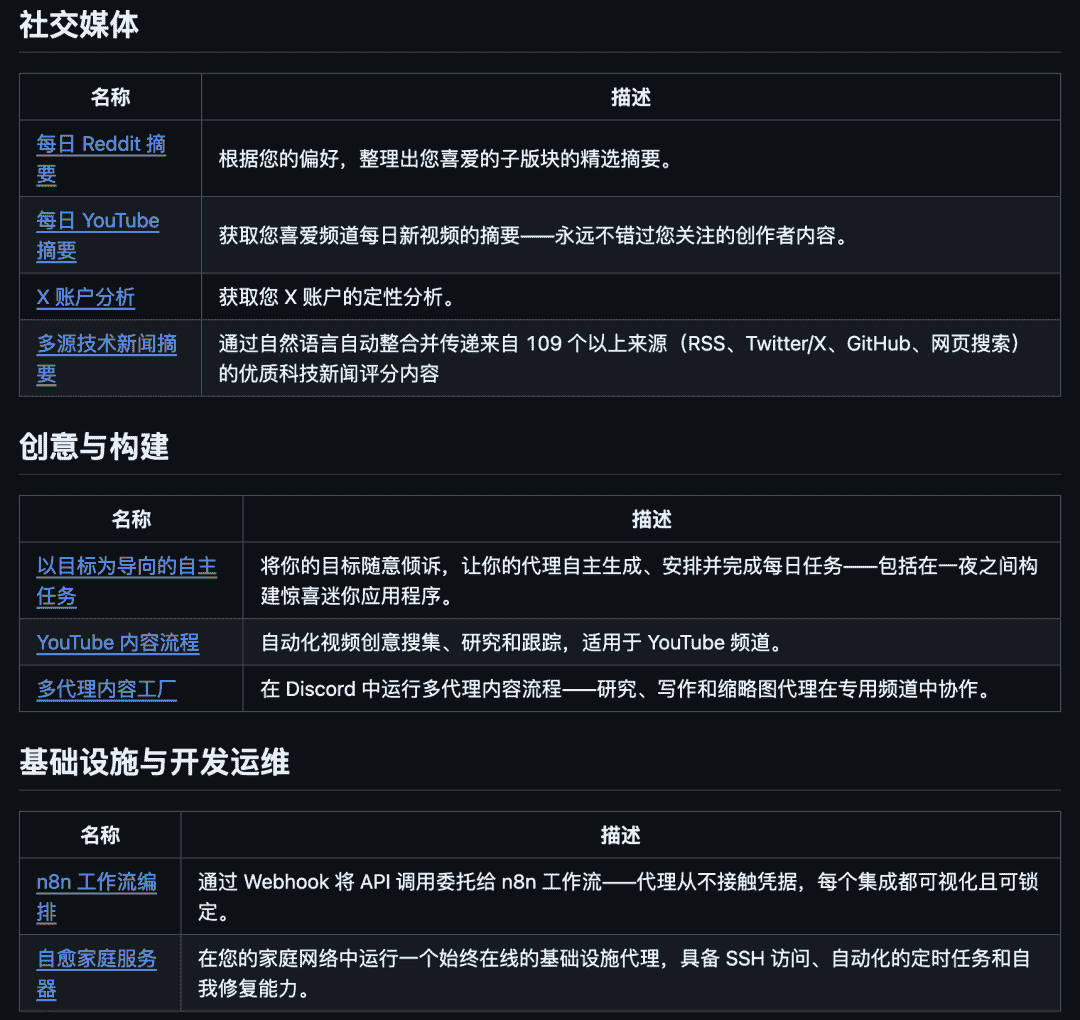 社交媒体
名称 描述
每日 Reddit 摘
要
根据您的偏好，整理出您喜爱的子版块的精选摘要。
每日 YouTube
摘要
获取您喜爱频道每日新视频的摘要——永远不错过您关注的创作者内容。
X 账户分析
获取您 X 账户的定性分析。
多源技术新闻摘
要
通过自然语言自动整合并传递来自 109 个以上来源（RSS、Twitter/X、GitHub、网页搜索）
的优质科技新闻评分内容
创意与构建
名称 描述
以目标为导向的自主
任务
将你的目标随意倾诉，让你的代理自主生成、安排并完成每日任务——包括在一夜之间构
建惊喜迷你应用程序。
YouTube 内容流程
自动化视频创意搜集、研究和跟踪，适用于 YouTube 频道。
多代理内容工厂
在 Discord 中运行多代理内容流程——研究、写作和缩略图代理在专用频道中协作。
基础设施与开发运维
名称 描述
n8n 工作流编
排
通过 Webhook 将 API 调用委托给 n8n 工作流——代理从不接触凭据，每个集成都可视化且可锁
定。
自愈家庭服务
器
在您的家庭网络中运行一个始终在线的基础设施代理，具备 SSH 访问、自动化的定时任务和自
我修复能力。